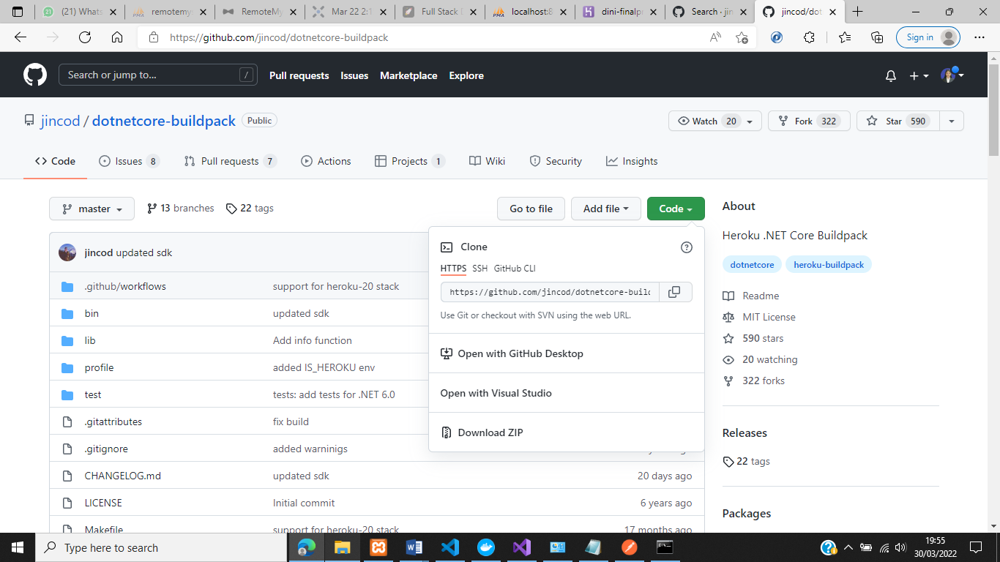 (21) Whats
remotemy
RemoteMy
Mar 22 2:1
Full Stack
localhost:8
dini-finalp
Search · jin
jincod/dot
https://github.com/jincod/dotnetcore-buildpack
Sign in
Search or jump to...
/
Pull requests
Issues
Marketplace
Explore
jincod / dotnetcore-buildpack
Public
Watch 20
Fork 322
Star 590
Code
Issues 8
Pull requests 7
Actions
Projects 1
Wiki
Security
Insights
master
13 branches
22 tags
Go to file
Add file
Code
jincod updated sdk
.github/workflows
support for heroku-20 stack
bin
updated sdk
lib
Add info function
profile
added IS_HEROKU env
test
tests: add tests for .NET 6.0
.gitattributes
fix build
.gitignore
added warninigs
CHANGELOG.md
updated sdk
20 days ago
LICENSE
Initial commit
6 years ago
Makefile
support for heroku-20 stack
17 months ago
Clone
HTTPS
SSH
GitHub CLI
https://github.com/jincod/dotnetcore-build
Use Git or checkout with SVN using the web URL.
Open with GitHub Desktop
Open with Visual Studio
Download ZIP
About
Heroku .NET Core Buildpack
dotnetcore
heroku-buildpack
Readme
MIT License
590 stars
20 watching
322 forks
Releases
22 tags
Packages
Type here to search
19:55
30/03/2022